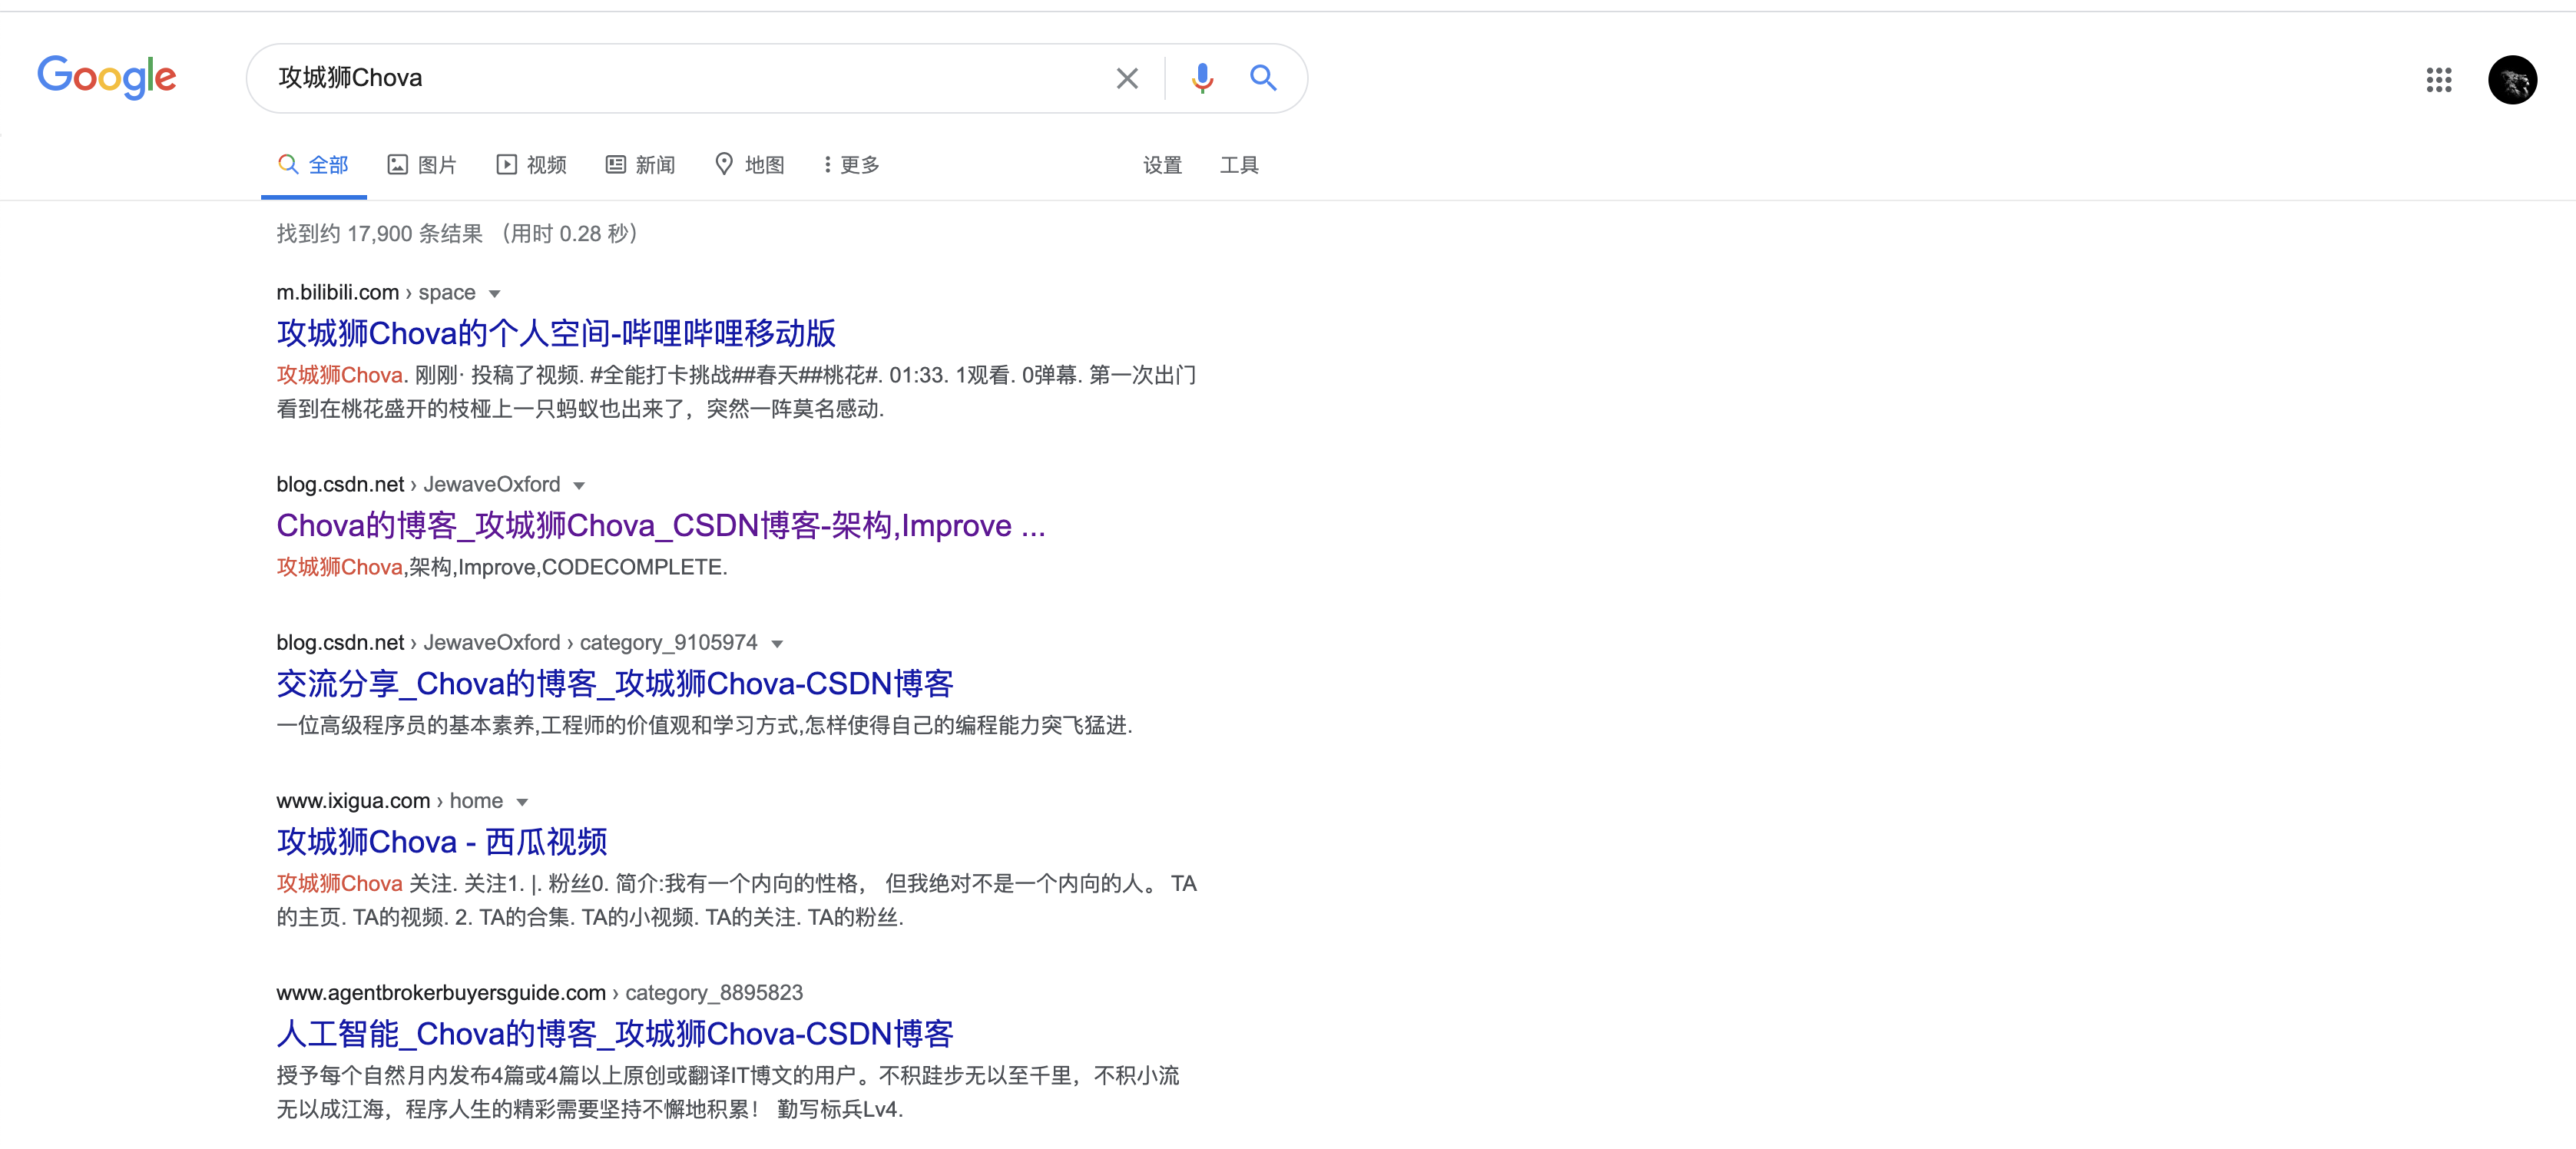 Google
攻城狮Chova
全部 图片 视频 新闻 地图 更多 设置 工具
找到约 17,900 条结果 （用时 0.28 秒）
m.bilibili.com › space
攻城狮Chova的个人空间-哔哩哔哩移动版
攻城狮Chova. 刚刚· 投稿了视频. #全能打卡挑战##春天##桃花#. 01:33. 1观看. 0弹幕. 第一次出门
看到在桃花盛开的枝桠上一只蚂蚁也出来了，突然一阵莫名感动.
blog.csdn.net › JewaveOxford
Chova的博客_攻城狮Chova_CSDN博客-架构,Improve ...
攻城狮Chova,架构,Improve,CODECOMPLETE.
blog.csdn.net › JewaveOxford › category_9105974
交流分享_Chova的博客_攻城狮Chova-CSDN博客
一位高级程序员的基本素养,工程师的价值观和学习方式,怎样使得自己的编程能力突飞猛进.
www.ixigua.com › home
攻城狮Chova - 西瓜视频
攻城狮Chova 关注. 关注1. |. 粉丝0. 简介:我有一个内向的性格， 但我绝对不是一个内向的人。 TA
的主页. TA的视频. 2. TA的合集. TA的小视频. TA的关注. TA的粉丝.
www.agentbrokerbuyersguide.com › category_8895823
人工智能_Chova的博客_攻城狮Chova-CSDN博客
授予每个自然月内发布4篇或4篇以上原创或翻译IT博文的用户。不积跬步无以至千里，不积小流
无以成江海，程序人生的精彩需要坚持不懈地积累！ 勤写标兵Lv4.